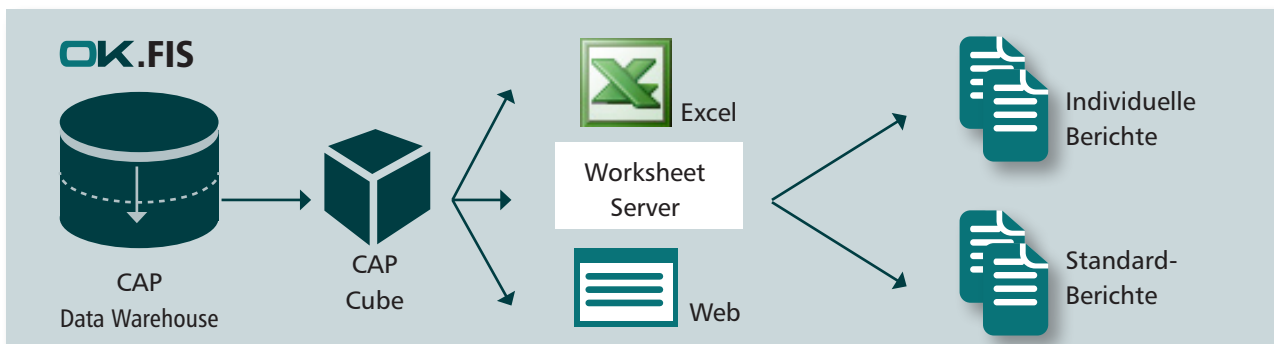 OK.FIS
CAP
Data Warehouse
CAP
Cube
Excel
Worksheet
Server
Web
Individuelle
Berichte
Standard-
Berichte